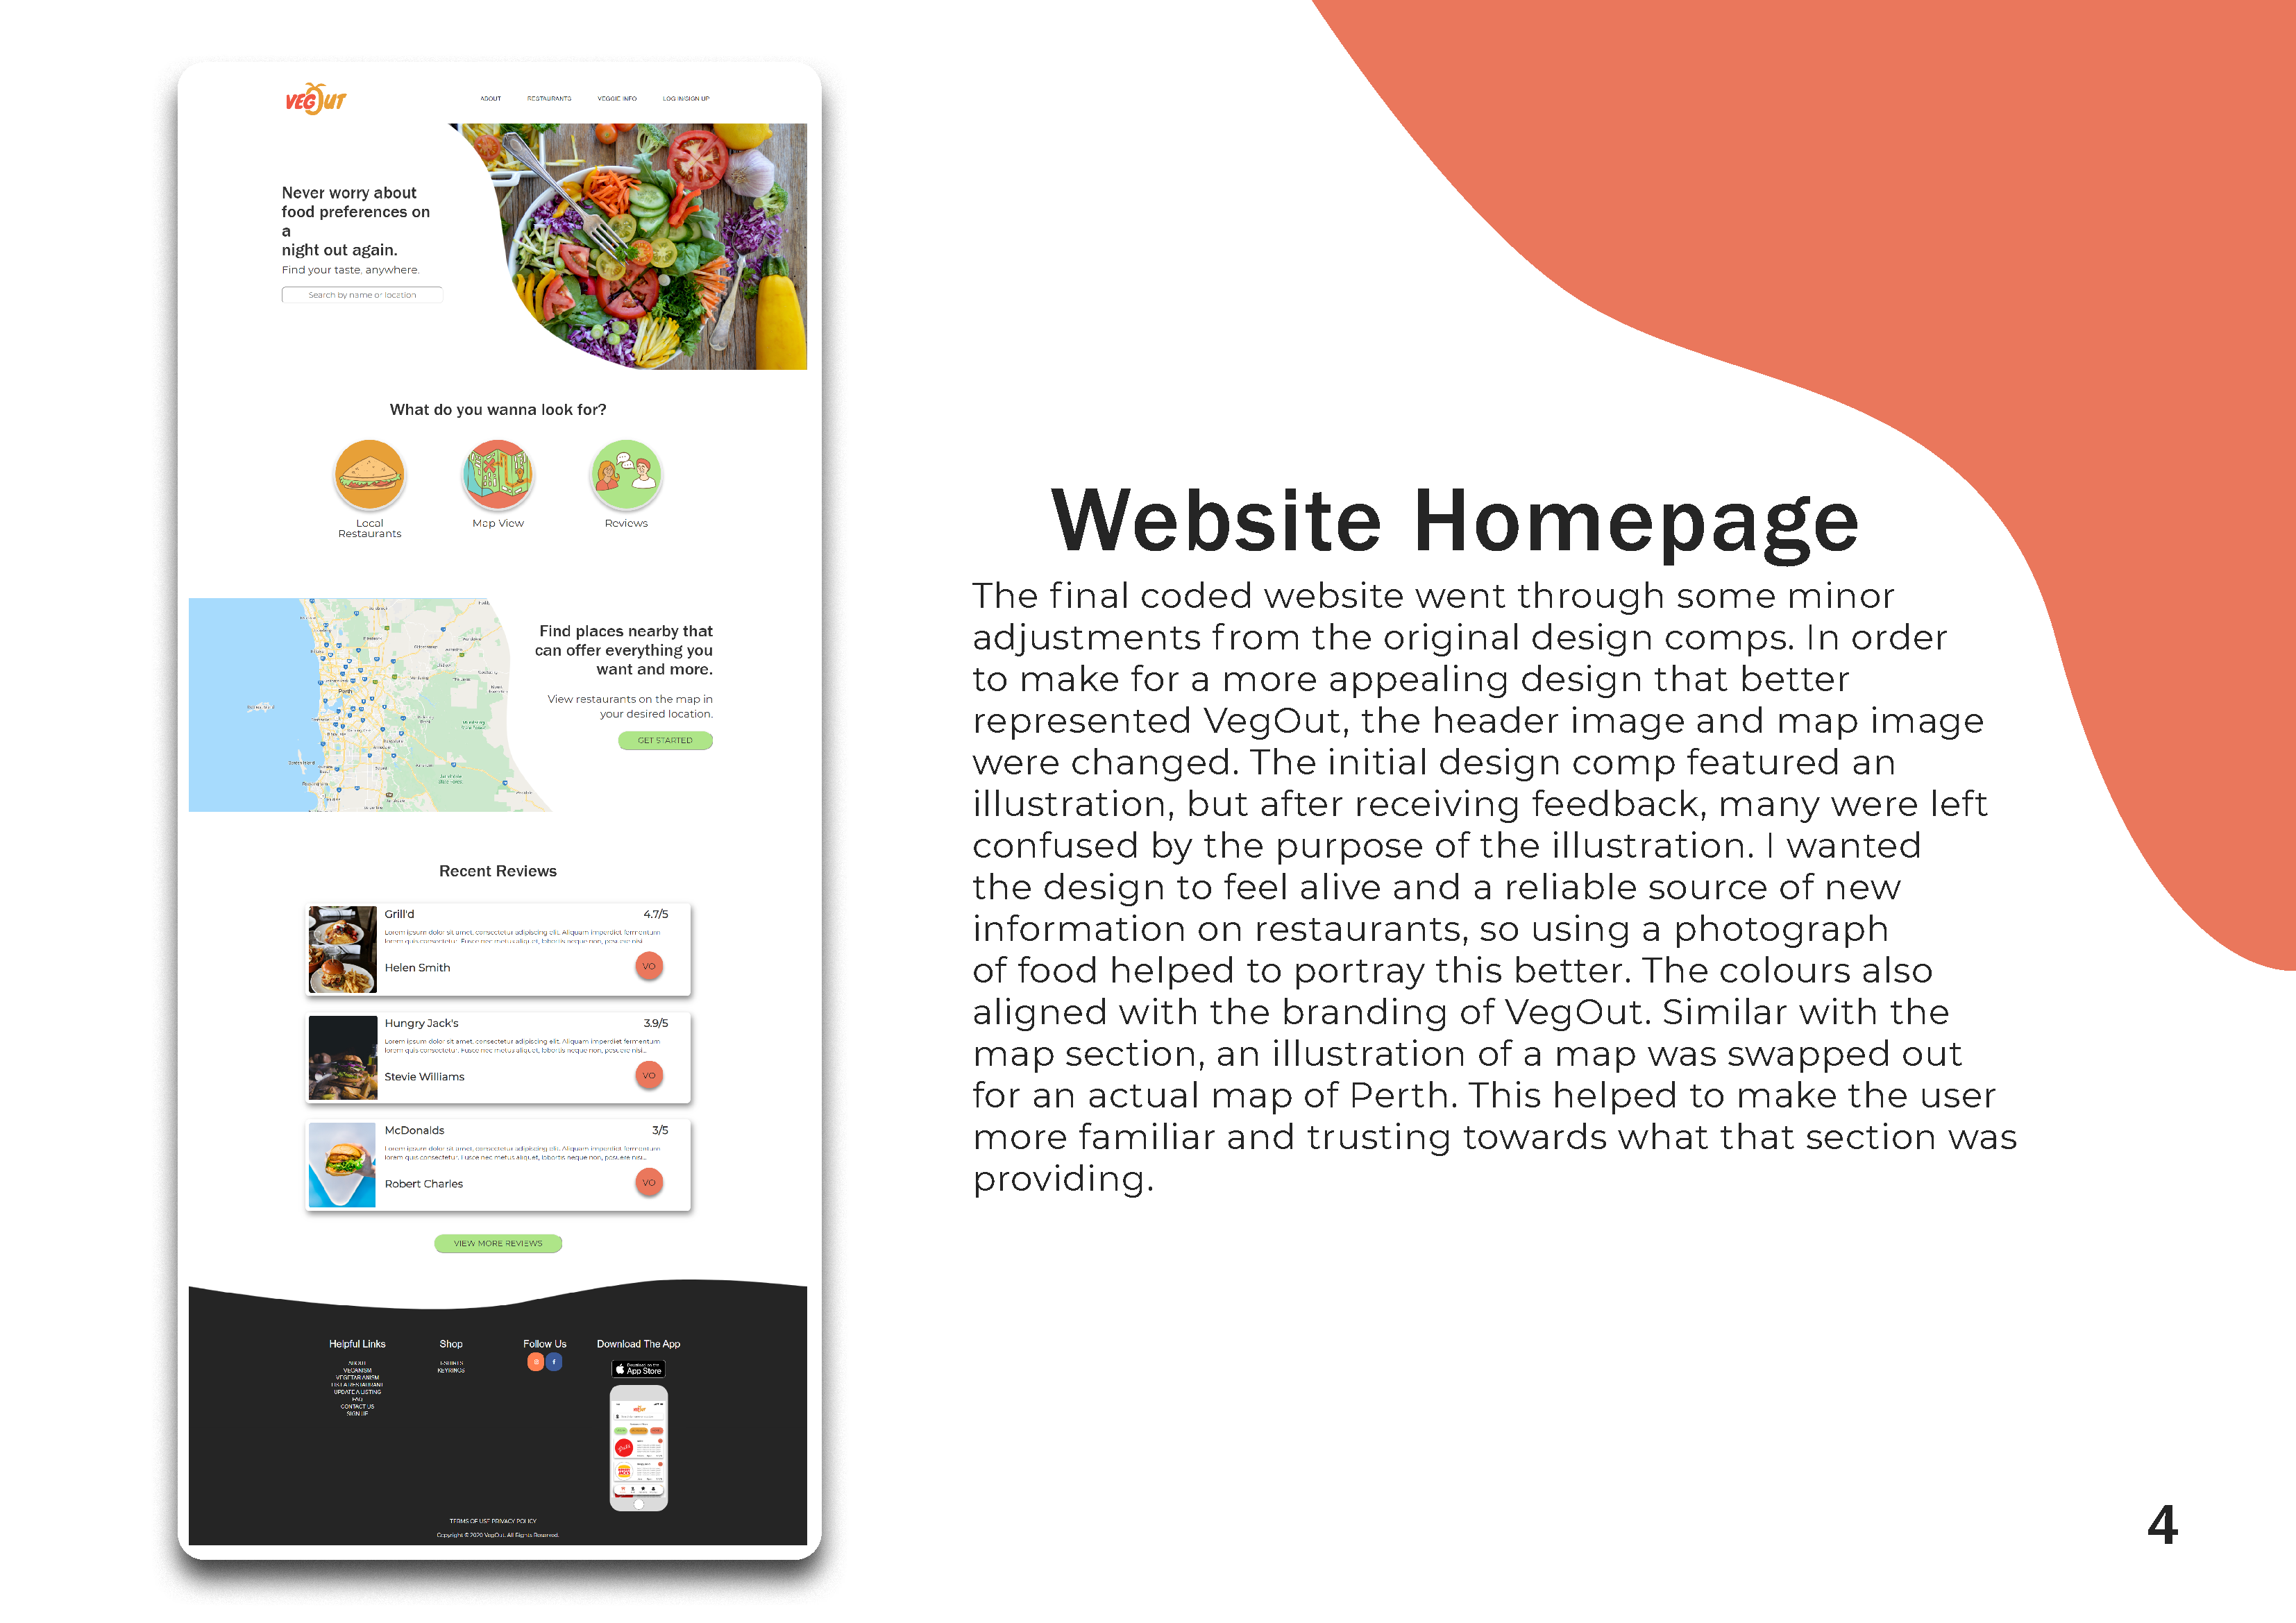 VEGOUT
ABOUT RESTAURANTS VEGGIE INFO LOG IN/SIGN UP
Never worry about
food preferences on
a
night out again.
Find your taste, anywhere.
Search by name or location
What do you wanna look for?
Local
Restaurants
Map View
Reviews
Perth
Find places nearby that
can offer everything you
want and more.
View restaurants on the map in
your desired location.
GET STARTED
Recent Reviews
Grill'd 4.7/5
Lorem ipsum dolor sit amet, consectetur adipiscing elit. Aliquam imperdiet fermentum
lorem quis consectetur. Fusce nec metus aliquet, lobortis neque non, posuere nisi...
Helen Smith VO
Hungry Jack's 3.9/5
Lorem ipsum dolor sit amet, consectetur adipiscing elit. Aliquam imperdiet fermentum
lorem quis consectetur. Fusce nec metus aliquet, lobortis neque non, posuere nisi...
Stevie Williams VO
McDonalds 3/5
Lorem ipsum dolor sit amet, consectetur adipiscing elit. Aliquam imperdiet fermentum
lorem quis consectetur. Fusce nec metus aliquet, lobortis neque non, posuere nisi...
Robert Charles VO
VIEW MORE REVIEWS
Helpful Links
ABOUT
VEGANISM
VEGETARIANISM
LIST A RESTAURANT
UPDATE A LISTING
FAQ
CONTACT US
SIGN UP
Shop
T-SHIRTS
KEYRINGS
Follow Us
Download The App
Download on the
App Store
TERMS OF USE PRIVACY POLICY
Copyright © 2020 VegOut. All Rights Reserved.
Website Homepage
The final coded website went through some minor
adjustments from the original design comps. In order
to make for a more appealing design that better
represented VegOut, the header image and map image
were changed. The initial design comp featured an
illustration, but after receiving feedback, many were left
confused by the purpose of the illustration. I wanted
the design to feel alive and a reliable source of new
information on restaurants, so using a photograph
of food helped to portray this better. The colours also
aligned with the branding of VegOut. Similar with the
map section, an illustration of a map was swapped out
for an actual map of Perth. This helped to make the user
more familiar and trusting towards what that section was
providing.
4